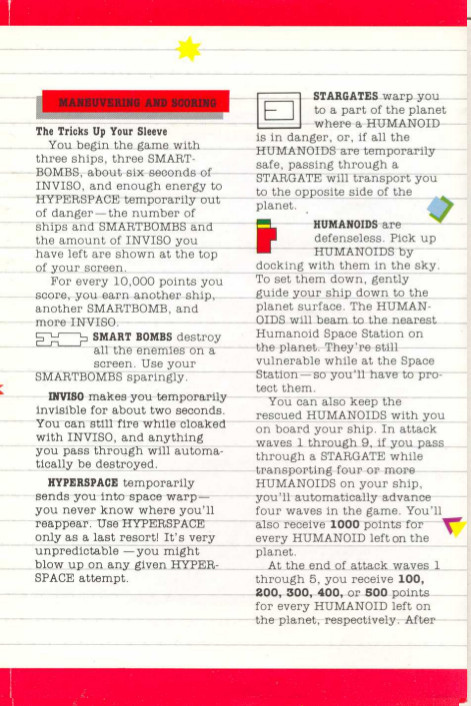 MANEUVERING AND SCORING
The Tricks Up Your Sleeve
You begin the game with
three ships, three SMART-
BOMBS, about six seconds of
INVISO, and enough energy to
HYPERSPACE temporarily out
of danger — the number of
ships and SMARTBOMBS and
the amount of INVISO you
have left are shown at the top
of your screen.
For every 10,000 points you
score, you earn another ship,
another SMARTBOMB, and
more INVISO.
SMART BOMBS destroy
all the enemies on a
screen. Use your
SMARTBOMBS sparingly.
INVISO makes you temporarily
invisible for about two seconds.
You can still fire while cloaked
with INVISO, and anything
you pass through will automa-
tically be destroyed.
HYPERSPACE temporarily
sends you into space warp —
you never know where you'll
reappear. Use HYPERSPACE
only as a last resort! It's very
unpredictable — you might
blow up on any given HYPER-
SPACE attempt.
STARGATES warp you
to a part of the planet
where a HUMANOID
is in danger, or, if all the
HUMANOIDS are temporarily
safe, passing through a
STARGATE will transport you
to the opposite side of the
planet.
HUMANOIDS are
defenseless. Pick up
HUMANOIDS by
docking with them in the sky.
To set them down, gently
guide your ship down to the
planet surface. The HUMAN-
OIDS will beam to the nearest
Humanoid Space Station on
the planet. They're still
vulnerable while at the Space
Station — so you'll have to pro-
tect them.
You can also keep the
rescued HUMANOIDS with you
on board your ship. In attack
waves 1 through 9, if you pass
through a STARGATE while
transporting four or more
HUMANOIDS on your ship,
you'll automatically advance
four waves in the game. You'll
also receive 1000 points for
every HUMANOID left on the
planet.
At the end of attack waves 1
through 5, you receive 100,
200, 300, 400, or 500 points
for every HUMANOID left on
the planet, respectively. After